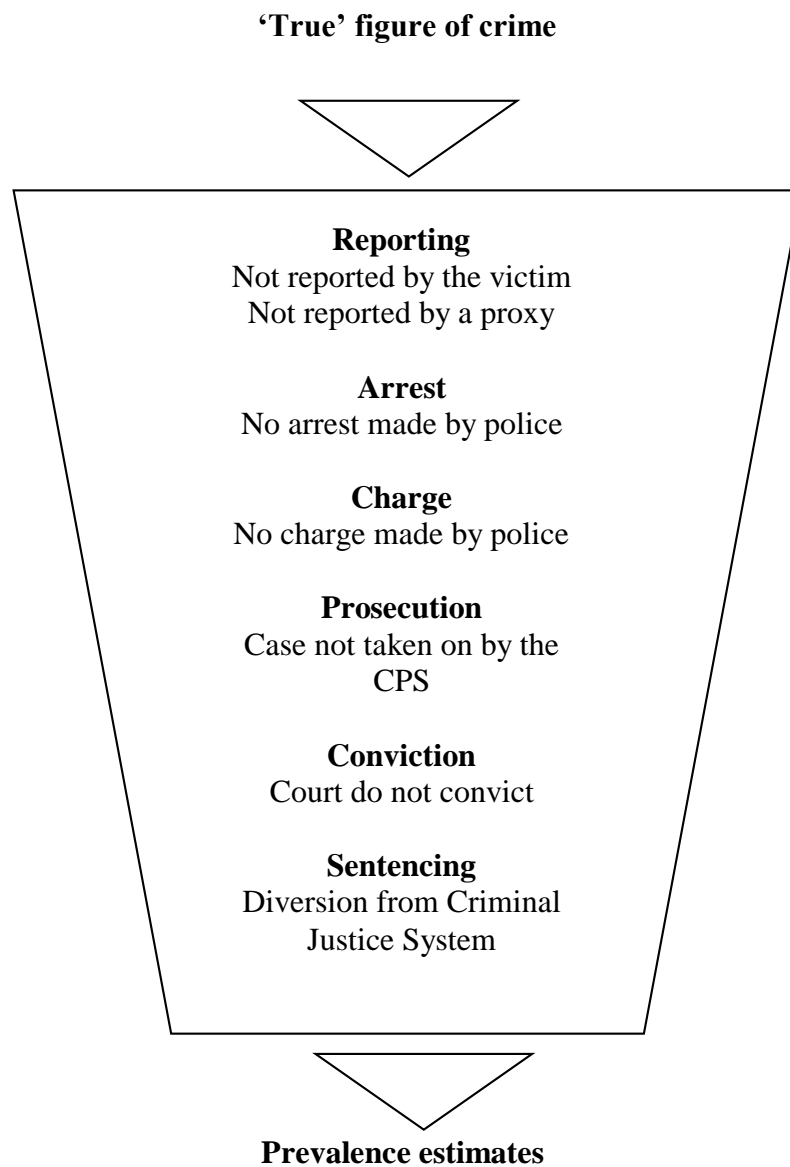 ‘True’ figure of crime
Reporting
Not reported by the victim
Not reported by a proxy
Arrest
No arrest made by police
Charge
No charge made by police
Prosecution
Case not taken on by the
CPS
Conviction
Court do not convict
Sentencing
Diversion from Criminal
Justice System
Prevalence estimates